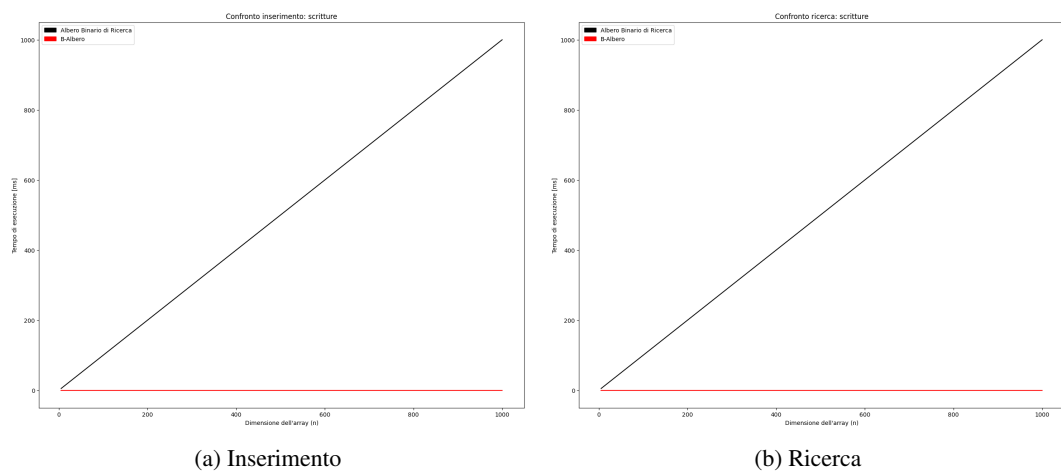 Confronto inserimento: scritture
Albero Binario di Ricerca
B-Albero
Tempo di esecuzione [ms]
1000
800
600
400
200
0
0 200 400 600 800 1000
Dimensione dell'array (n)
(a) Inserimento
Confronto ricerca: scritture
Albero Binario di Ricerca
B-Albero
Tempo di esecuzione [ms]
1000
800
600
400
200
0
0 200 400 600 800 1000
Dimensione dell'array (n)
(b) Ricerca